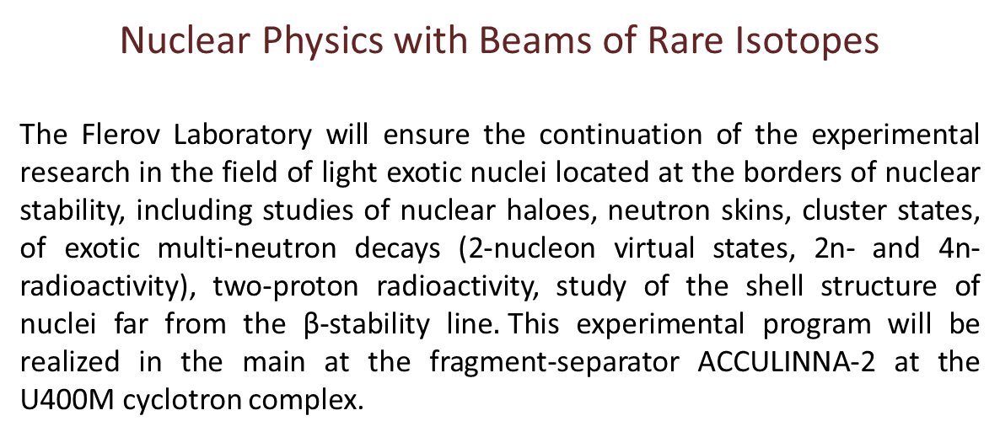 Nuclear Physics with Beams of Rare Isotopes
The Flerov Laboratory will ensure the continuation of the experimental
research in the field of light exotic nuclei located at the borders of nuclear
stability, including studies of nuclear haloes, neutron skins, cluster states,
of exotic multi-neutron decays (2-nucleon virtual states, 2n- and 4n-
radioactivity), two-proton radioactivity, study of the shell structure of
nuclei far from the β-stability line. This experimental program will be
realized in the main at the fragment-separator ACCULINNA-2 at the
U400M cyclotron complex.